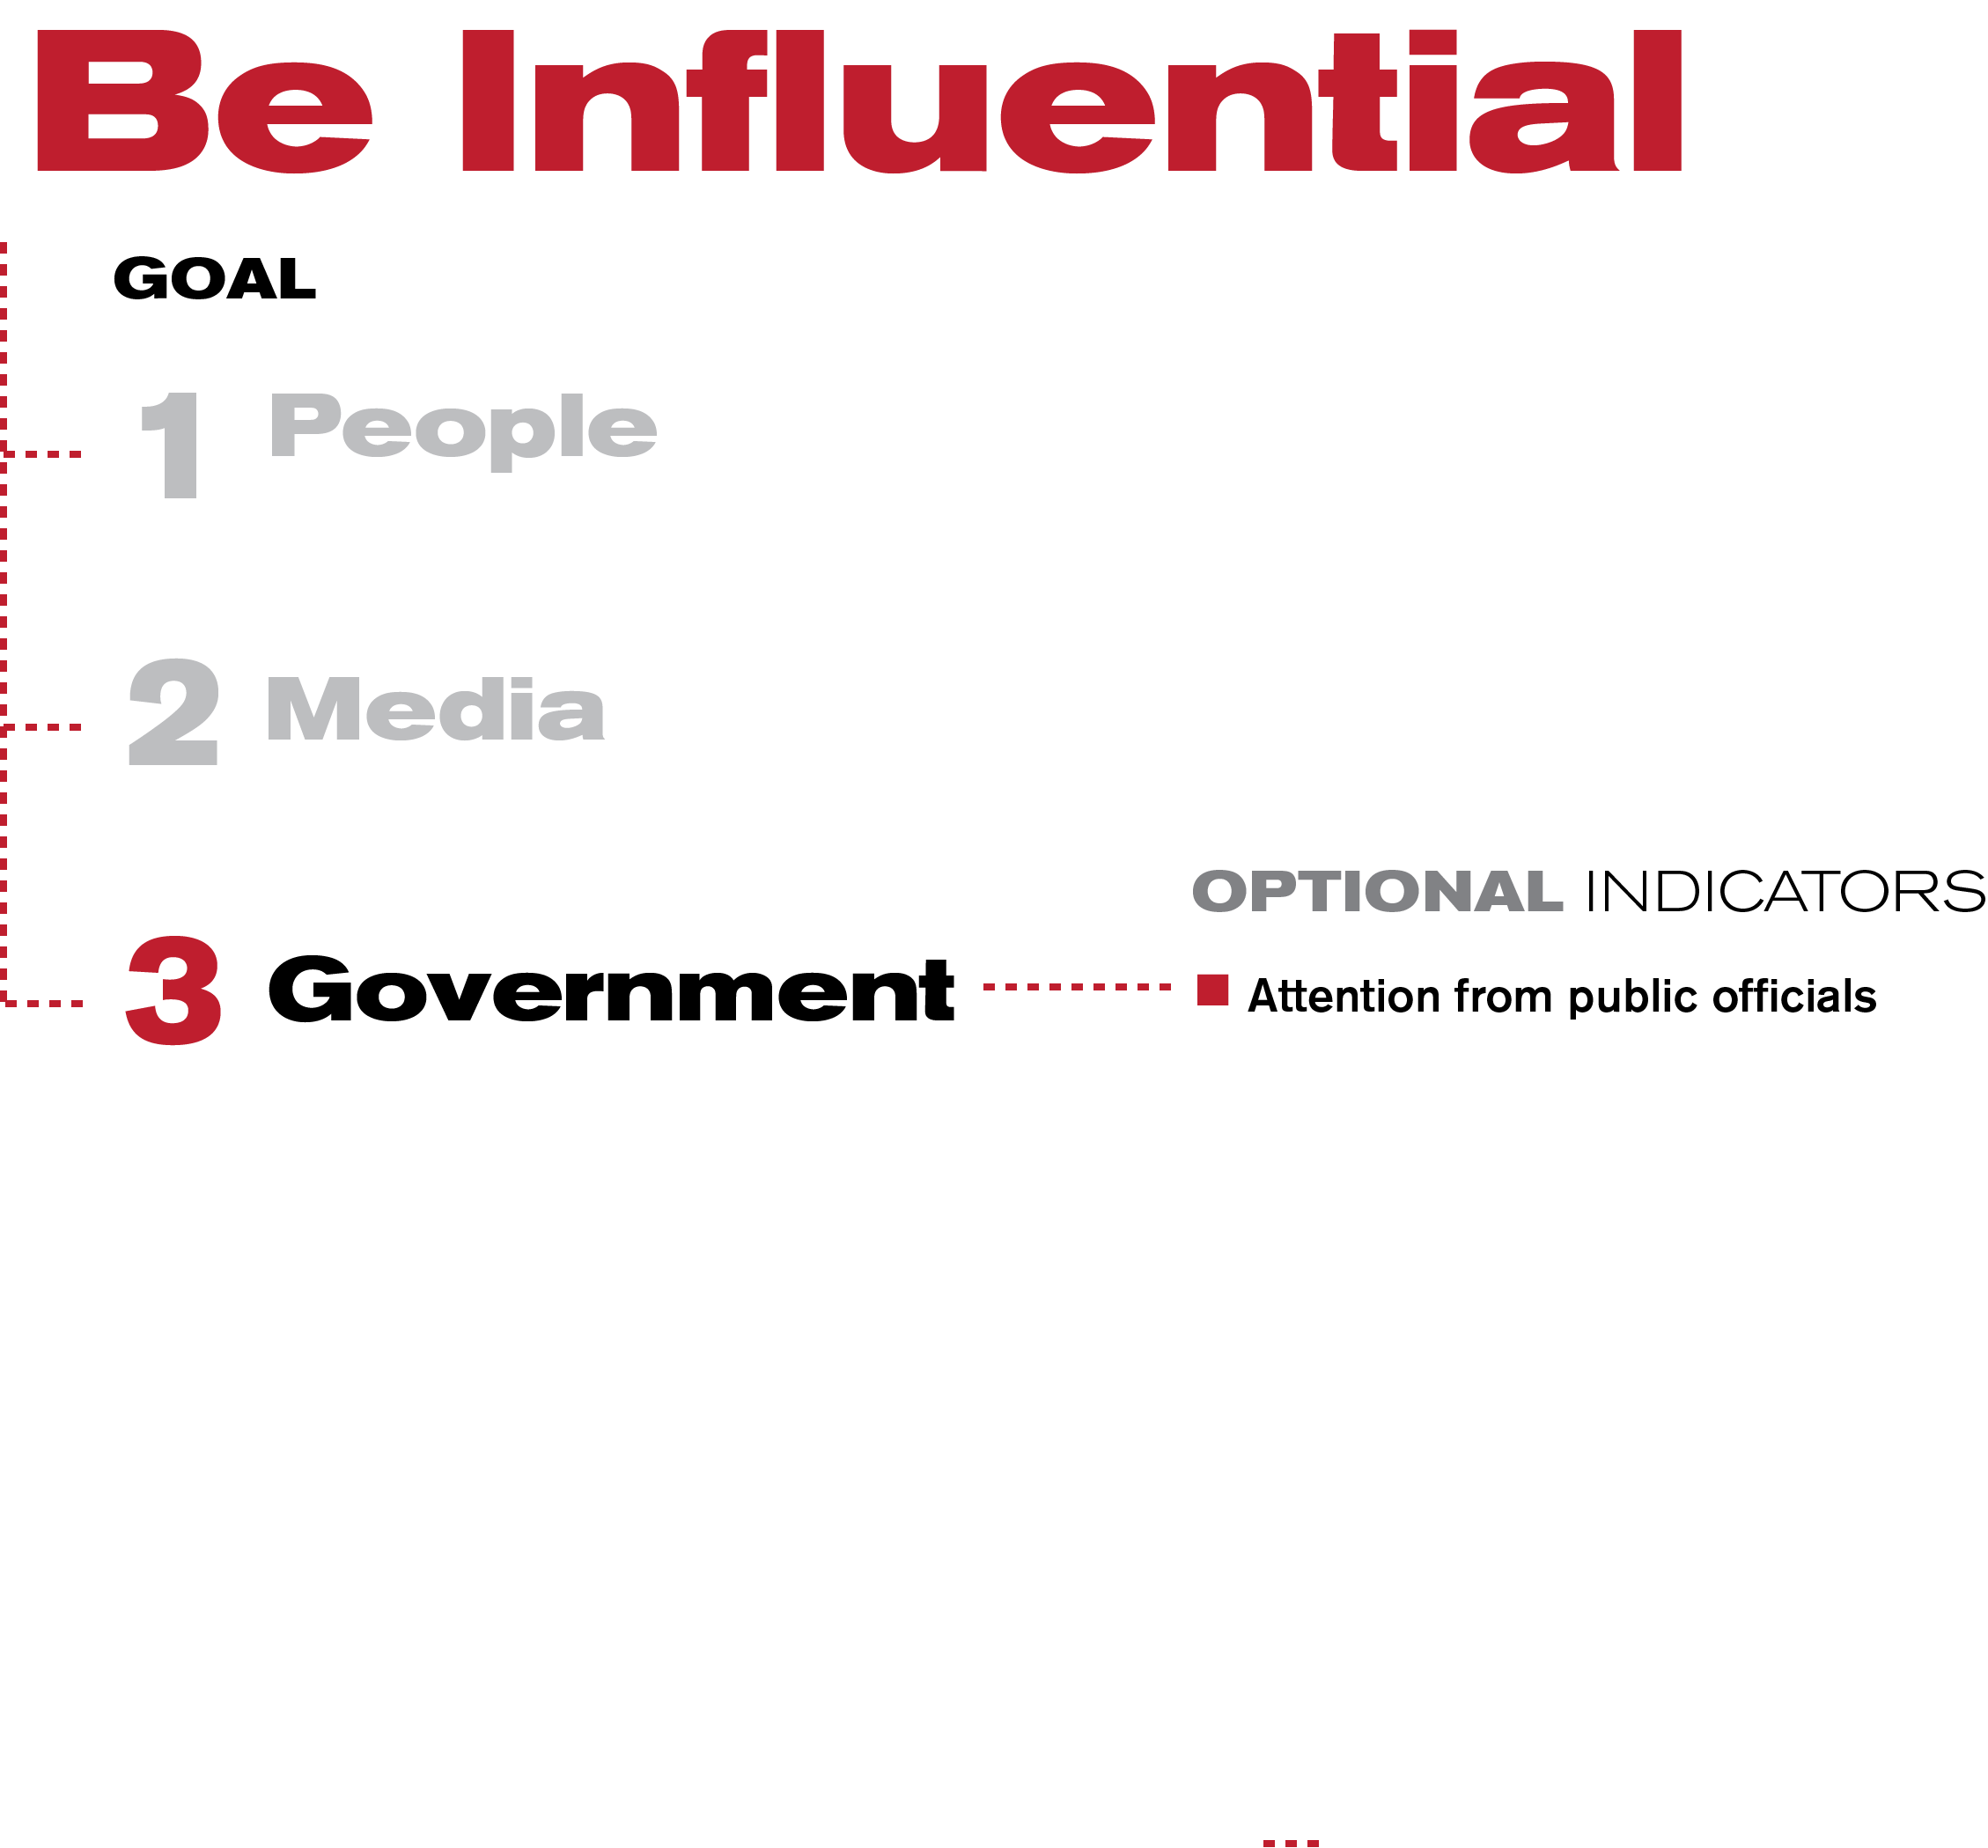 Be Influential
GOAL
1 People
2 Media
OPTIONAL INDICATORS
3 Government
Attention from public officials